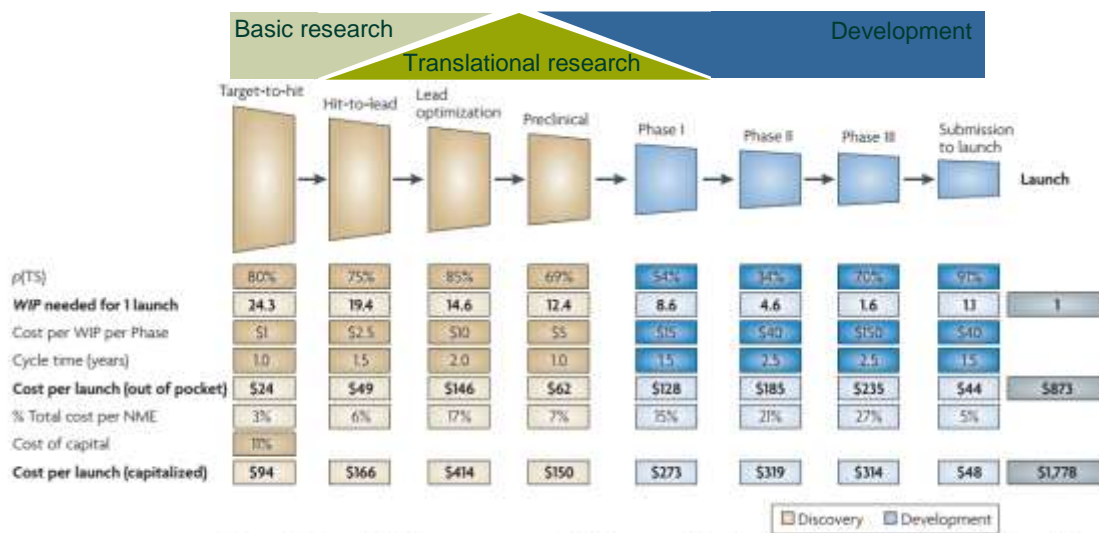 Basic research
Development
Translational research
Target-to-hit
Hit-to-lead
Lead
optimization
Preclinical
Phase I
Phase II
Phase III
Submission
to launch
Launch
p(TS) 80% 75% 85% 69% 54% 34% 70% 91%
WIP needed for 1 launch 24.3 19.4 14.6 12.4 8.6 4.6 1.6 1.1 1
Cost per WIP per Phase $1 $2.5 $10 $5 $15 $40 $150 $40
Cycle time (years) 1.0 1.5 2.0 1.0 1.5 2.5 2.5 1.5
Cost per launch (out of pocket) $24 $49 $146 $62 $128 $185 $235 $44 $873
% Total cost per NME 3% 6% 17% 7% 15% 21% 27% 5%
Cost of capital 11%
Cost per launch (capitalized) $94 $166 $414 $150 $273 $319 $314 $48 $1,778
Discovery Development